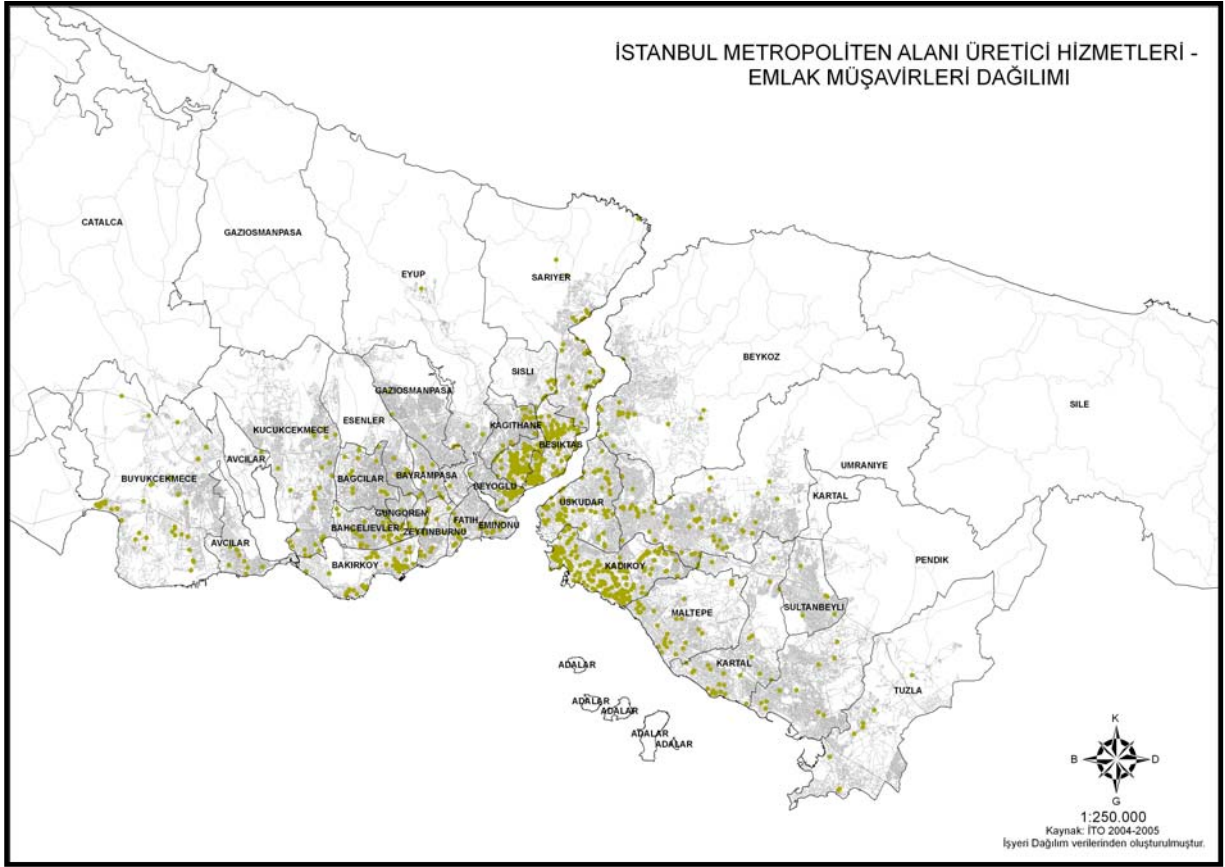 İSTANBUL METROPOLİTEN ALANI ÜRETİCİ HİZMETLERİ -
EMLAK MÜŞAVİRLERİ DAĞILIMI
CATALCA
GAZIOSMANPASA
EYUP
SARIYER
BEYKOZ
SISLI
GAZIOSMANPASA
SILE
ESENLER
KAGITHANE
KUCUKCEKMECE
BESIKTAS
AVCILAR
UMRANIYE
BUYUKCEKMECE
BAGCILAR
BAYRAMPASA
BEYOGLU
KARTAL
USKUDAR
GUNGOREN
FATIH
EMINONU
BAHCELIEVLER
ZEYTINBURNU
AVCILAR
BAKIRKOY
KADIKOY
PENDIK
SULTANBEYLI
MALTEPE
KARTAL
ADALAR
TUZLA
ADALAR
ADALAR
ADALAR
ADALAR
K
B
D
G
1:250.000
Kaynak: İTO 2004-2005
İşyeri Dağılım verilerinden oluşturulmuştur.